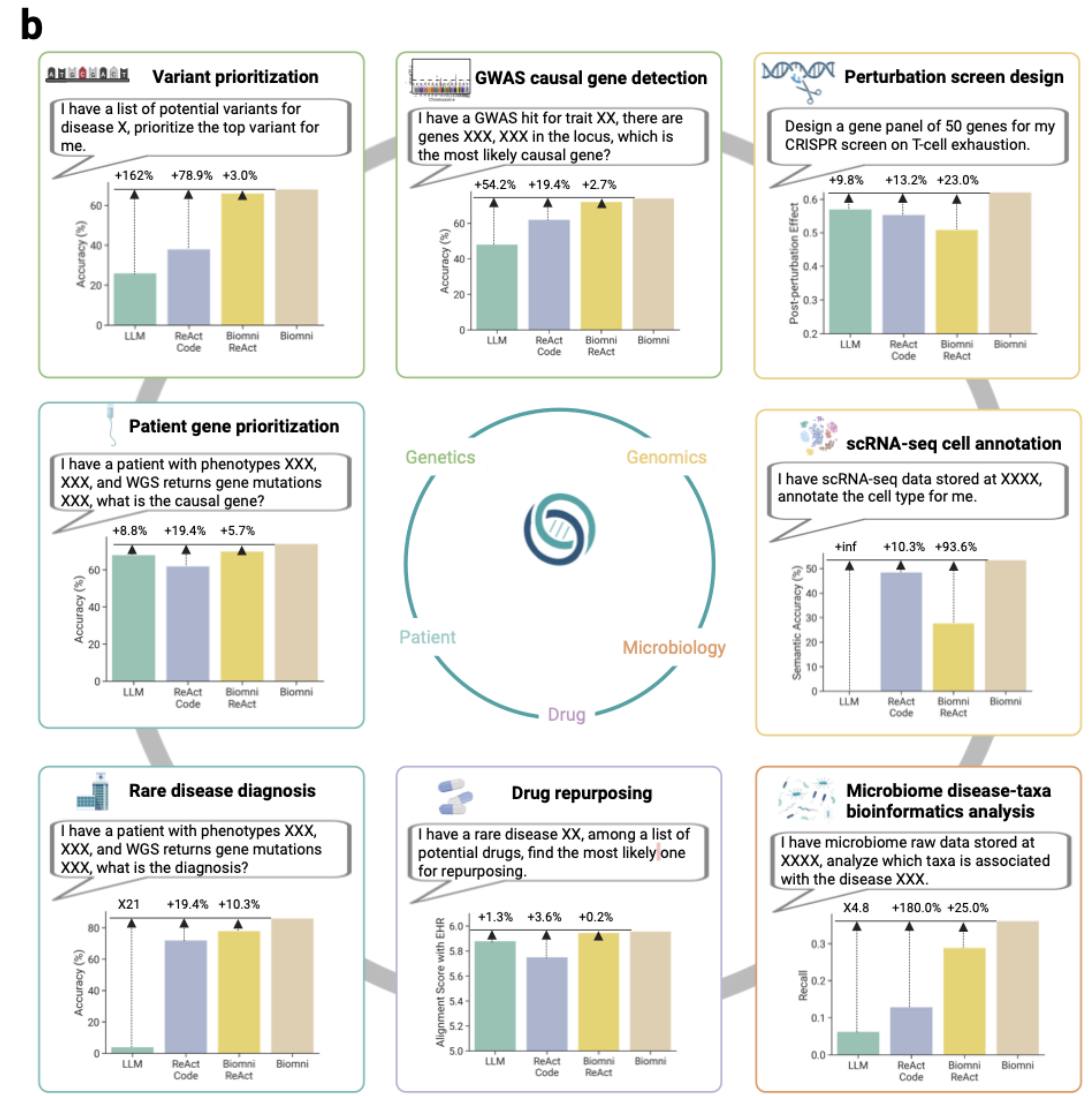 b
Variant prioritization
I have a list of potential variants for
disease X, prioritize the top variant for
me.
+162% +78.9% +3.0%
Accuracy (%)
60
40
20
0
LLM
ReAct
Code
Biomni
ReAct
Biomni
GWAS causal gene detection
Chromosome
I have a GWAS hit for trait XX, there are
genes XXX, XXX in the locus, which is
the most likely causal gene?
+54.2% +19.4% +2.7%
Accuracy (%)
60
40
20
0
LLM
ReAct
Code
Biomni
ReAct
Biomni
Perturbation screen design
Design a gene panel of 50 genes for my
CRISPR screen on T-cell exhaustion.
+9.8% +13.2% +23.0%
Post-perturbation Effect
0.6
0.5
0.4
0.3
0.2
LLM
ReAct
Code
Biomni
ReAct
Biomni
Patient gene prioritization
I have a patient with phenotypes XXX,
XXX, and WGS returns gene mutations
XXX, what is the causal gene?
+8.8% +19.4% +5.7%
Accuracy (%)
60
40
20
0
LLM
ReAct
Code
Biomni
ReAct
Biomni
Genetics
Genomics
Patient
Microbiology
Drug
scRNA-seq cell annotation
I have scRNA-seq data stored at XXXX,
annotate the cell type for me.
+inf +10.3% +93.6%
Semantic Accuracy (%)
50
40
30
20
10
0
LLM
ReAct
Code
Biomni
ReAct
Biomni
Rare disease diagnosis
I have a patient with phenotypes XXX,
XXX, and WGS returns gene mutations
XXX, what is the diagnosis?
X21 +19.4% +10.3%
Accuracy (%)
80
60
40
20
0
LLM
ReAct
Code
Biomni
ReAct
Biomni
Drug repurposing
I have a rare disease XX, among a list of
potential drugs, find the most likely one
for repurposing.
+1.3% +3.6% +0.2%
Alignment Score with EHR
6.0
5.8
5.6
5.4
5.2
5.0
LLM
ReAct
Code
Biomni
ReAct
Biomni
Microbiome disease-taxa
bioinformatics analysis
I have microbiome raw data stored at
XXXX, analyze which taxa is associated
with the disease XXX.
X4.8 +180.0% +25.0%
Recall
0.3
0.2
0.1
0.0
LLM
ReAct
Code
Biomni
ReAct
Biomni